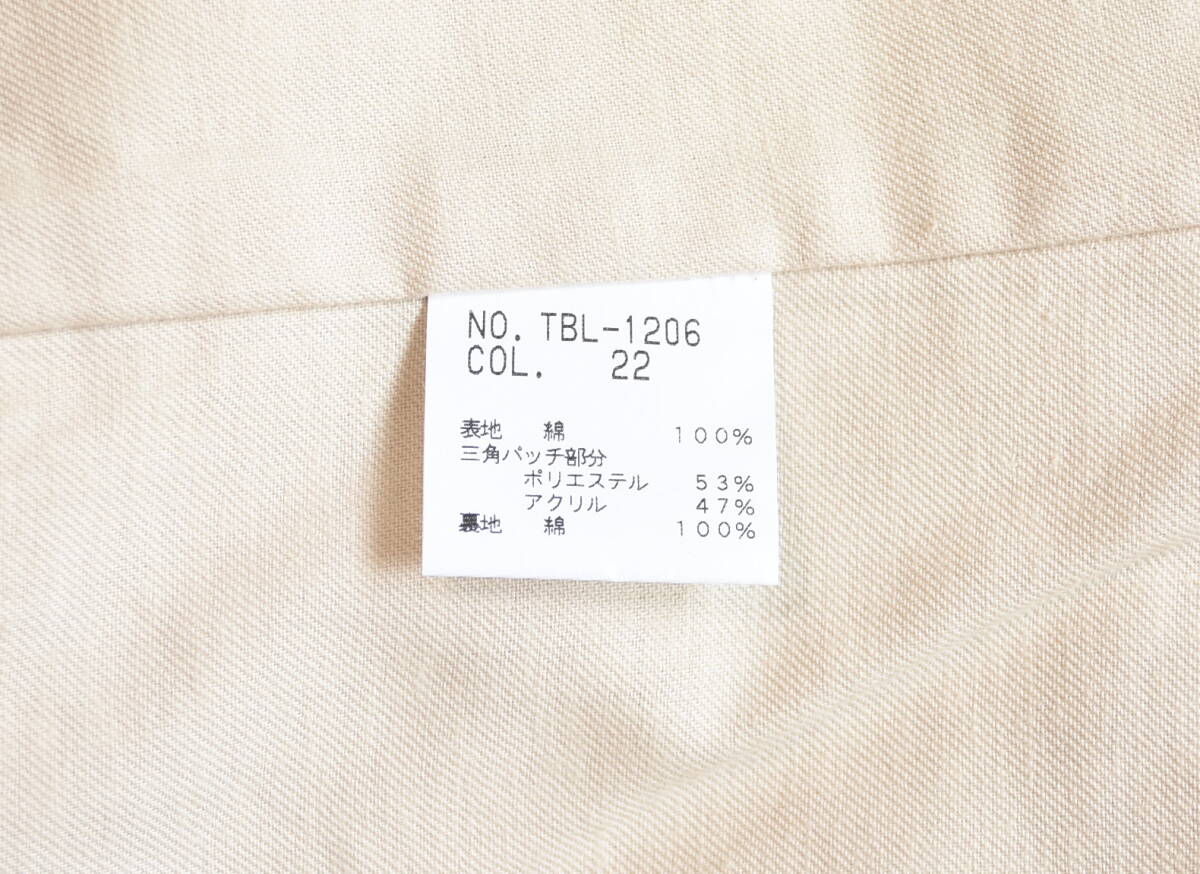 NO. TBL-1206
COL. 22
表地 綿 100%
三角パッチ部分
ポリエステル 53%
アクリル 47%
裏地 綿 100%